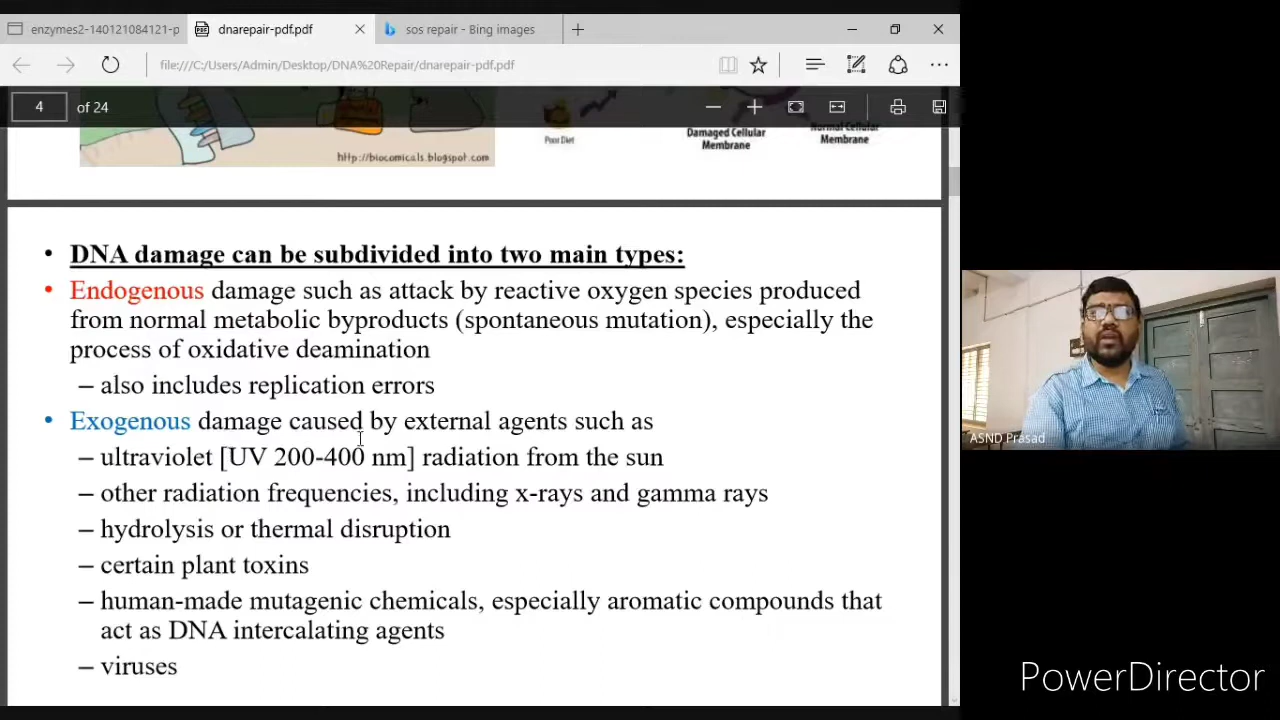 enzymes2-140121084121-p
dnarepair-pdf.pdf
sos repair - Bing images
file:///C:/Users/Admin/Desktop/DNA%20Repair/dnarepair-pdf.pdf
4 of 24
http://biocomicals.blogspot.com
Poor Diet
Damaged Cellular
Membrane
Normal Cellular
Membrane
• DNA damage can be subdivided into two main types:
• Endogenous damage such as attack by reactive oxygen species produced
from normal metabolic byproducts (spontaneous mutation), especially the
process of oxidative deamination
– also includes replication errors
• Exogenous damage caused by external agents such as
– ultraviolet [UV 200-400 nm] radiation from the sun
– other radiation frequencies, including x-rays and gamma rays
– hydrolysis or thermal disruption
– certain plant toxins
– human-made mutagenic chemicals, especially aromatic compounds that
act as DNA intercalating agents
– viruses
ASND Prasad
PowerDirector